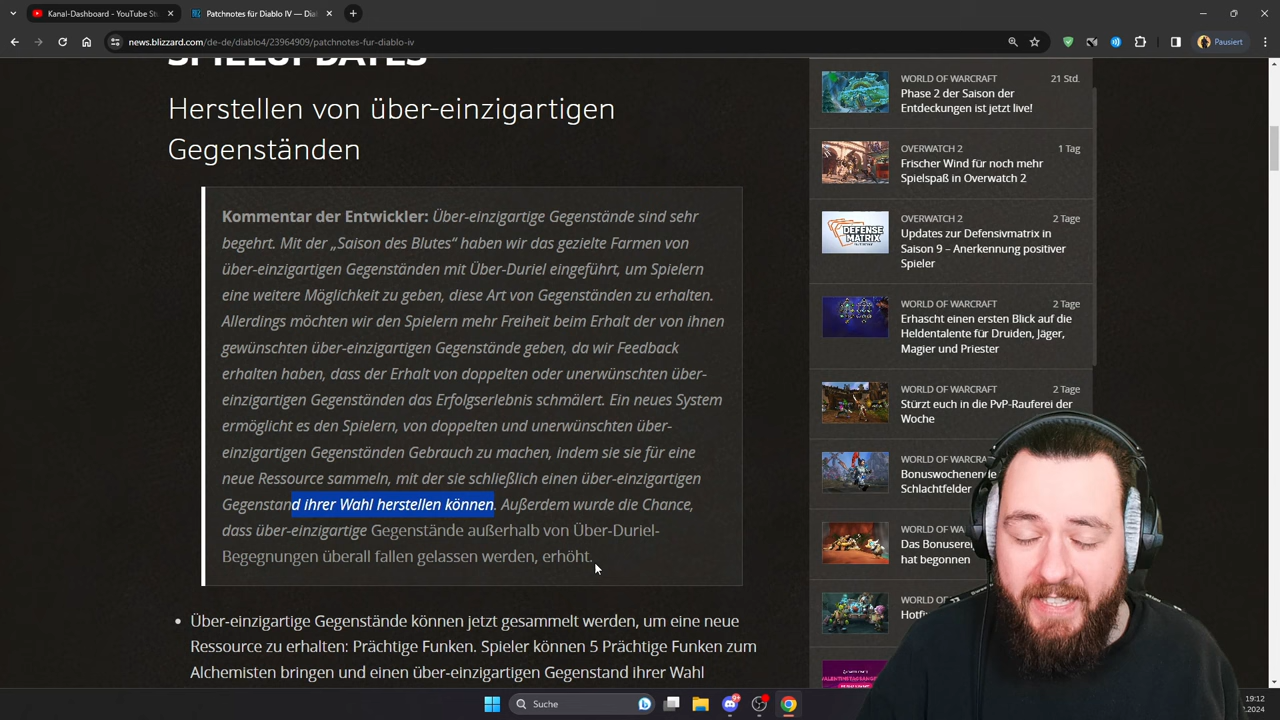 Kanal-Dashboard - YouTube St
Patchnotes für Diablo IV — Dia
news.blizzard.com/de-de/diablo4/23964909/patchnotes-fur-diablo-iv
Pausiert
SPIELUPDATES
Herstellen von über-einzigartigen
Gegenständen
Kommentar der Entwickler: Über-einzigartige Gegenstände sind sehr
begehrt. Mit der „Saison des Blutes“ haben wir das gezielte Farmen von
über-einzigartigen Gegenständen mit Über-Duriel eingeführt, um Spielern
eine weitere Möglichkeit zu geben, diese Art von Gegenständen zu erhalten.
Allerdings möchten wir den Spielern mehr Freiheit beim Erhalt der von ihnen
gewünschten über-einzigartigen Gegenstände geben, da wir Feedback
erhalten haben, dass der Erhalt von doppelten oder unerwünschten über-
einzigartigen Gegenständen das Erfolgserlebnis schmälert. Ein neues System
ermöglicht es den Spielern, von doppelten und unerwünschten über-
einzigartigen Gegenständen Gebrauch zu machen, indem sie sie für eine
neue Ressource sammeln, mit der sie schließlich einen über-einzigartigen
Gegenstand ihrer Wahl herstellen können. Außerdem wurde die Chance,
dass über-einzigartige Gegenstände außerhalb von Über-Duriel-
Begegnungen überall fallen gelassen werden, erhöht.
Über-einzigartige Gegenstände können jetzt gesammelt werden, um eine neue
Ressource zu erhalten: Prächtige Funken. Spieler können 5 Prächtige Funken zum
Alchemisten bringen und einen über-einzigartigen Gegenstand ihrer Wahl
WORLD OF WARCRAFT 21 Std.
Phase 2 der Saison der
Entdeckungen ist jetzt live!
OVERWATCH 2 1 Tag
Frischer Wind für noch mehr
Spielspaß in Overwatch 2
DEFENSE
MATRIX
OVERWATCH 2 2 Tage
Updates zur Defensivmatrix in
Saison 9 – Anerkennung positiver
Spieler
WORLD OF WARCRAFT 2 Tage
Erhascht einen ersten Blick auf die
Heldentalente für Druiden, Jäger,
Magier und Priester
WORLD OF WARCRAFT 2 Tage
Stürzt euch in die PvP-Rauferei der
Woche
WORLD OF WARC
Bonuswochenende
Schlachtfelder
WORLD OF WA
Das Bonuserei
hat begonnen
WORLD OF
Hotfi
Suche
19:12
.2024